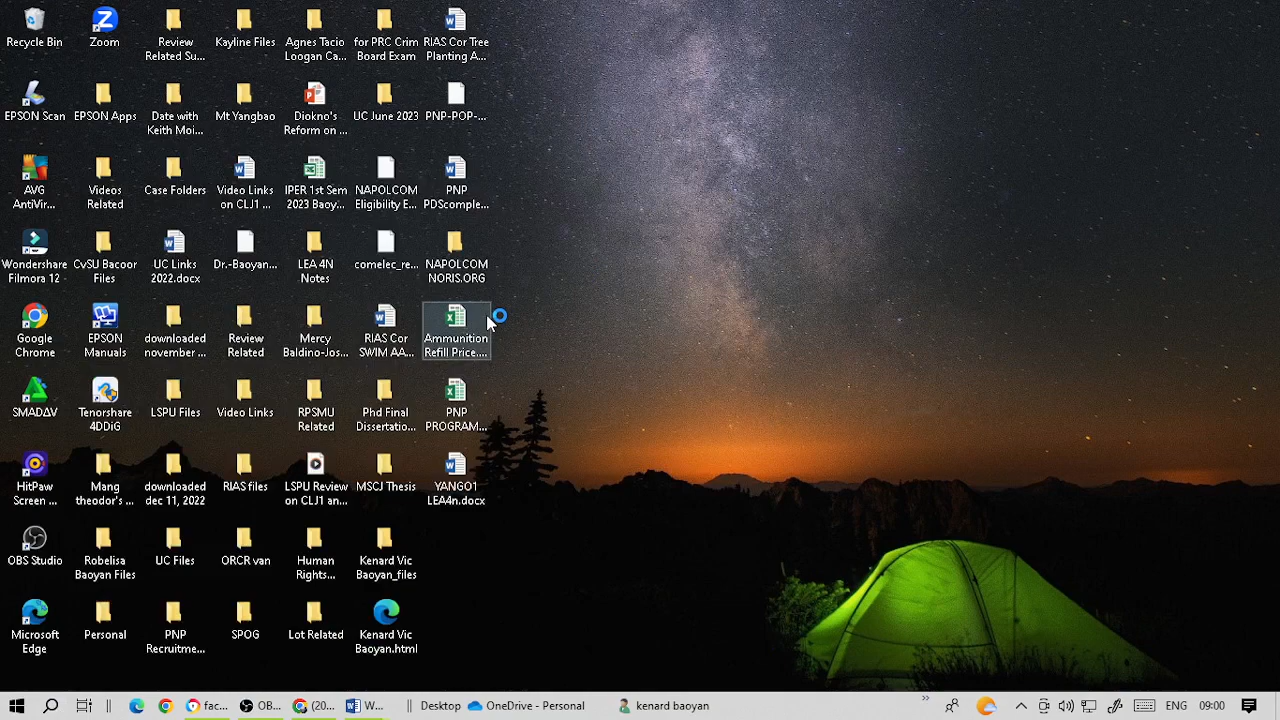 Recycle Bin
Zoom
Review
Related Su...
Kayline Files
Agnes Tacio
Loogan Ca...
for PRC Crim
Board Exam
RIAS Cor Tree
Planting A...
EPSON Scan
EPSON Apps
Date with
Keith Moi...
Mt Yangbao
Diokno's
Reform on ...
UC June 2023
PNP-POP-...
AVG
AntiVir...
Videos
Related
Case Folders
Video Links
on CLJ1 ...
IPER 1st Sem
2023 Baoy...
NAPOLCOM
Eligibility E...
PNP
PDScomple...
Wondershare
Filmora 12
CvSU Bacoor
Files
UC Links
2022.docx
Dr.-Baoyan...
LEA 4N
Notes
comelec_re...
NAPOLCOM
NORIS.ORG
Google
Chrome
EPSON
Manuals
downloaded
november ...
Review
Related
Mercy
Baldino-Jos...
RIAS Cor
SWIM AA...
Ammunition
Refill Price....
SMADAV
Tenorshare
4DDiG
LSPU Files
Video Links
RPSMU
Related
Phd Final
Dissertatio...
PNP
PROGRAM...
HitPaw
Screen ...
Mang
theodor's ...
downloaded
dec 11, 2022
RIAS files
LSPU Review
on CLJ1 an...
MSCJ Thesis
YANGO1
LEA4n.docx
OBS Studio
Robelisa
Baoyan Files
UC Files
ORCR van
Human
Rights...
Kenard Vic
Baoyan_files
Microsoft
Edge
Personal
PNP
Recruitme...
SPOG
Lot Related
Kenard Vic
Baoyan.html
fac...
OB...
(20...
W...
Desktop
OneDrive - Personal
kenard baoyan
ENG
09:00